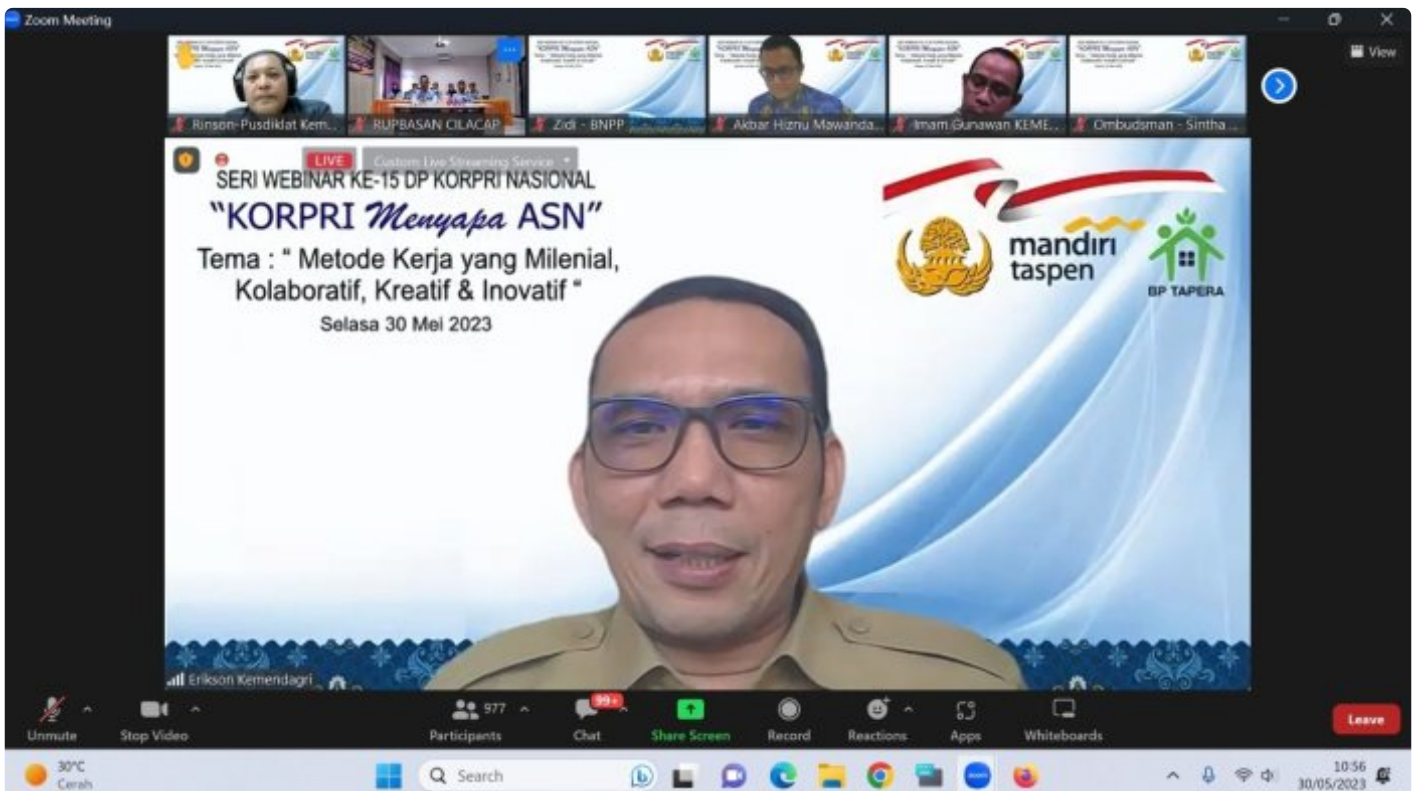 Zoom Meeting
View
Rinson-Pusdiklat Kem...
RUPBASAN CILACAP
Zidi - BNPP
Akbar Hiznu Mawanda...
Imam Gunawan KEME...
Ombudsman - Sintha ...
LIVE
Custom Live Streaming Service
SERI WEBINAR KE-15 DP KORPRI NASIONAL
"KORPRI Menyapa ASN"
Tema : “ Metode Kerja yang Milenial,
Kolaboratif, Kreatif & Inovatif “
Selasa 30 Mei 2023
mandiri
taspen
BP TAPERA
Erikson Kemendagri
977
99+
Unmute
Stop Video
Participants
Chat
Share Screen
Record
Reactions
Apps
Whiteboards
Leave
30°C
Cerah
Search
zoom
10:56
30/05/2023